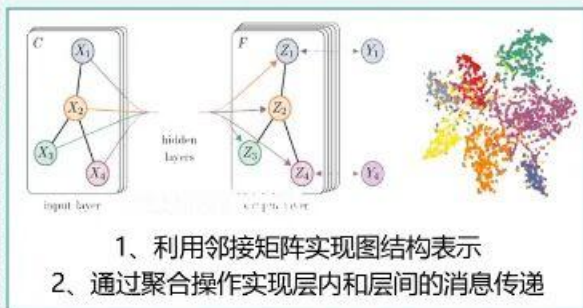 C
F
X₁
Z₁
Y₁
X₂
Z₂
X₃
Z₃
X₄
Z₄
Y₄
hidden
layers
input layer
1、利用邻接矩阵实现图结构表示
2、通过聚合操作实现层内和层间的消息传递